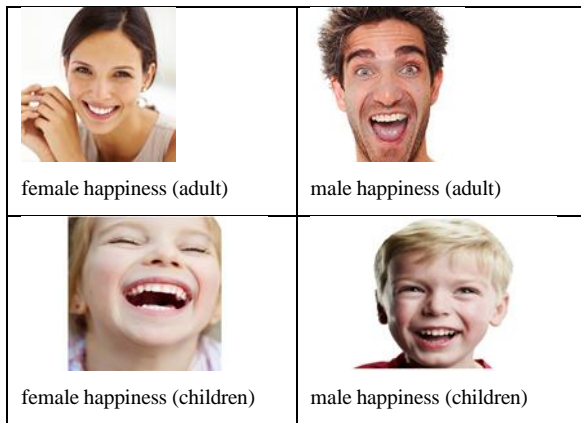 female happiness (adult)
male happiness (adult)
female happiness (children)
male happiness (children)